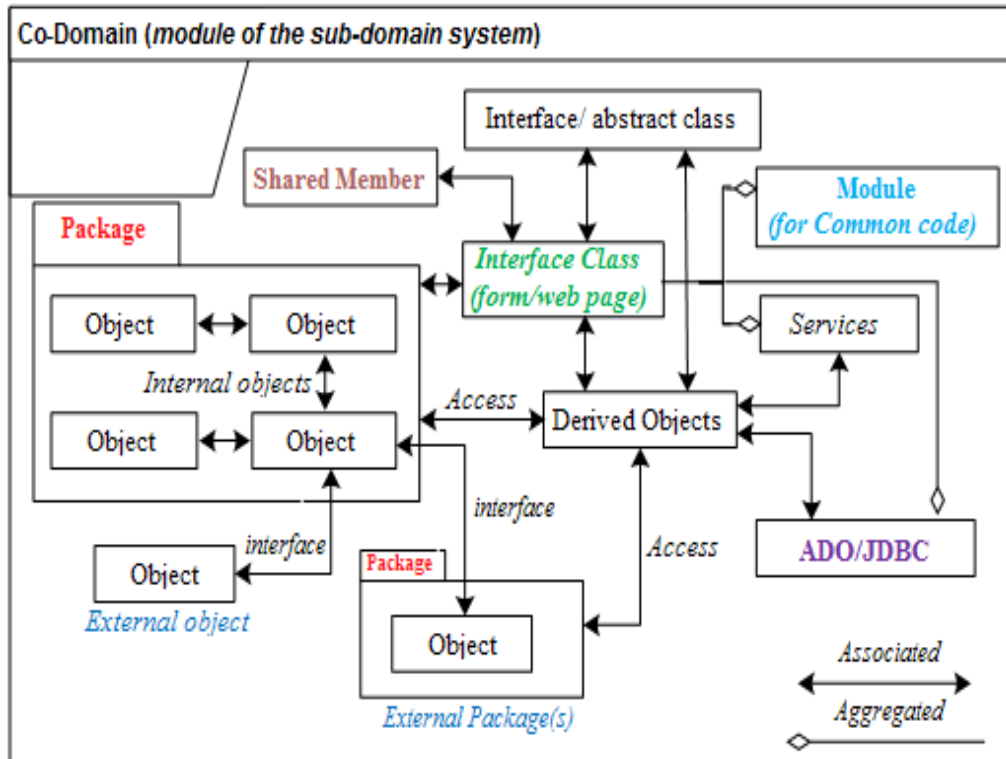 Co-Domain (module of the sub-domain system)
Interface/ abstract class
Shared Member
Module
(for Common code)
Package
Interface Class
(form/web page)
Object
Object
Services
Internal objects
Access
Object
Object
Derived Objects
interface
interface
Access
ADO/JDBC
Package
Object
External object
Object
Associated
Aggregated
External Package(s)